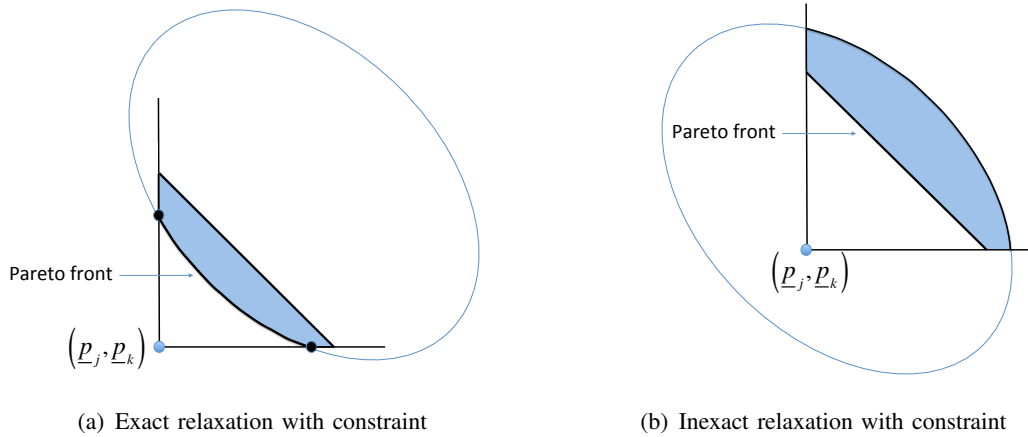 Pareto front
(p_j, p_k)
(a) Exact relaxation with constraint
Pareto front
(p_j, p_k)
(b) Inexact relaxation with constraint